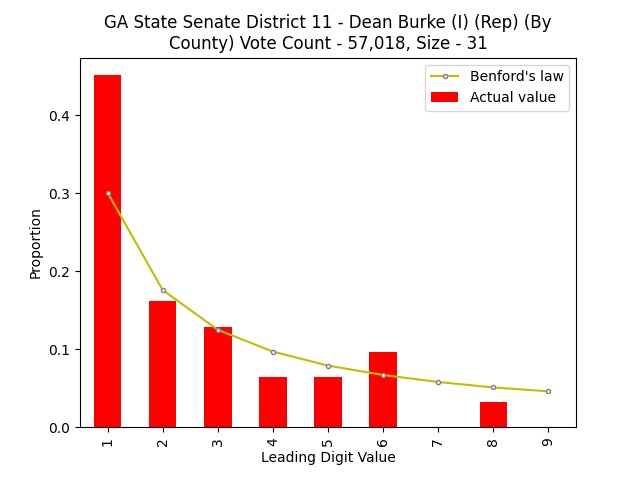 GA State Senate District 11 - Dean Burke (I) (Rep) (By
County) Vote Count - 57,018, Size - 31
Benford's law
Actual value
Proportion
0.4
0.3
0.2
0.1
0.0
1 2 3 4 5 6 7 8 9
Leading Digit Value